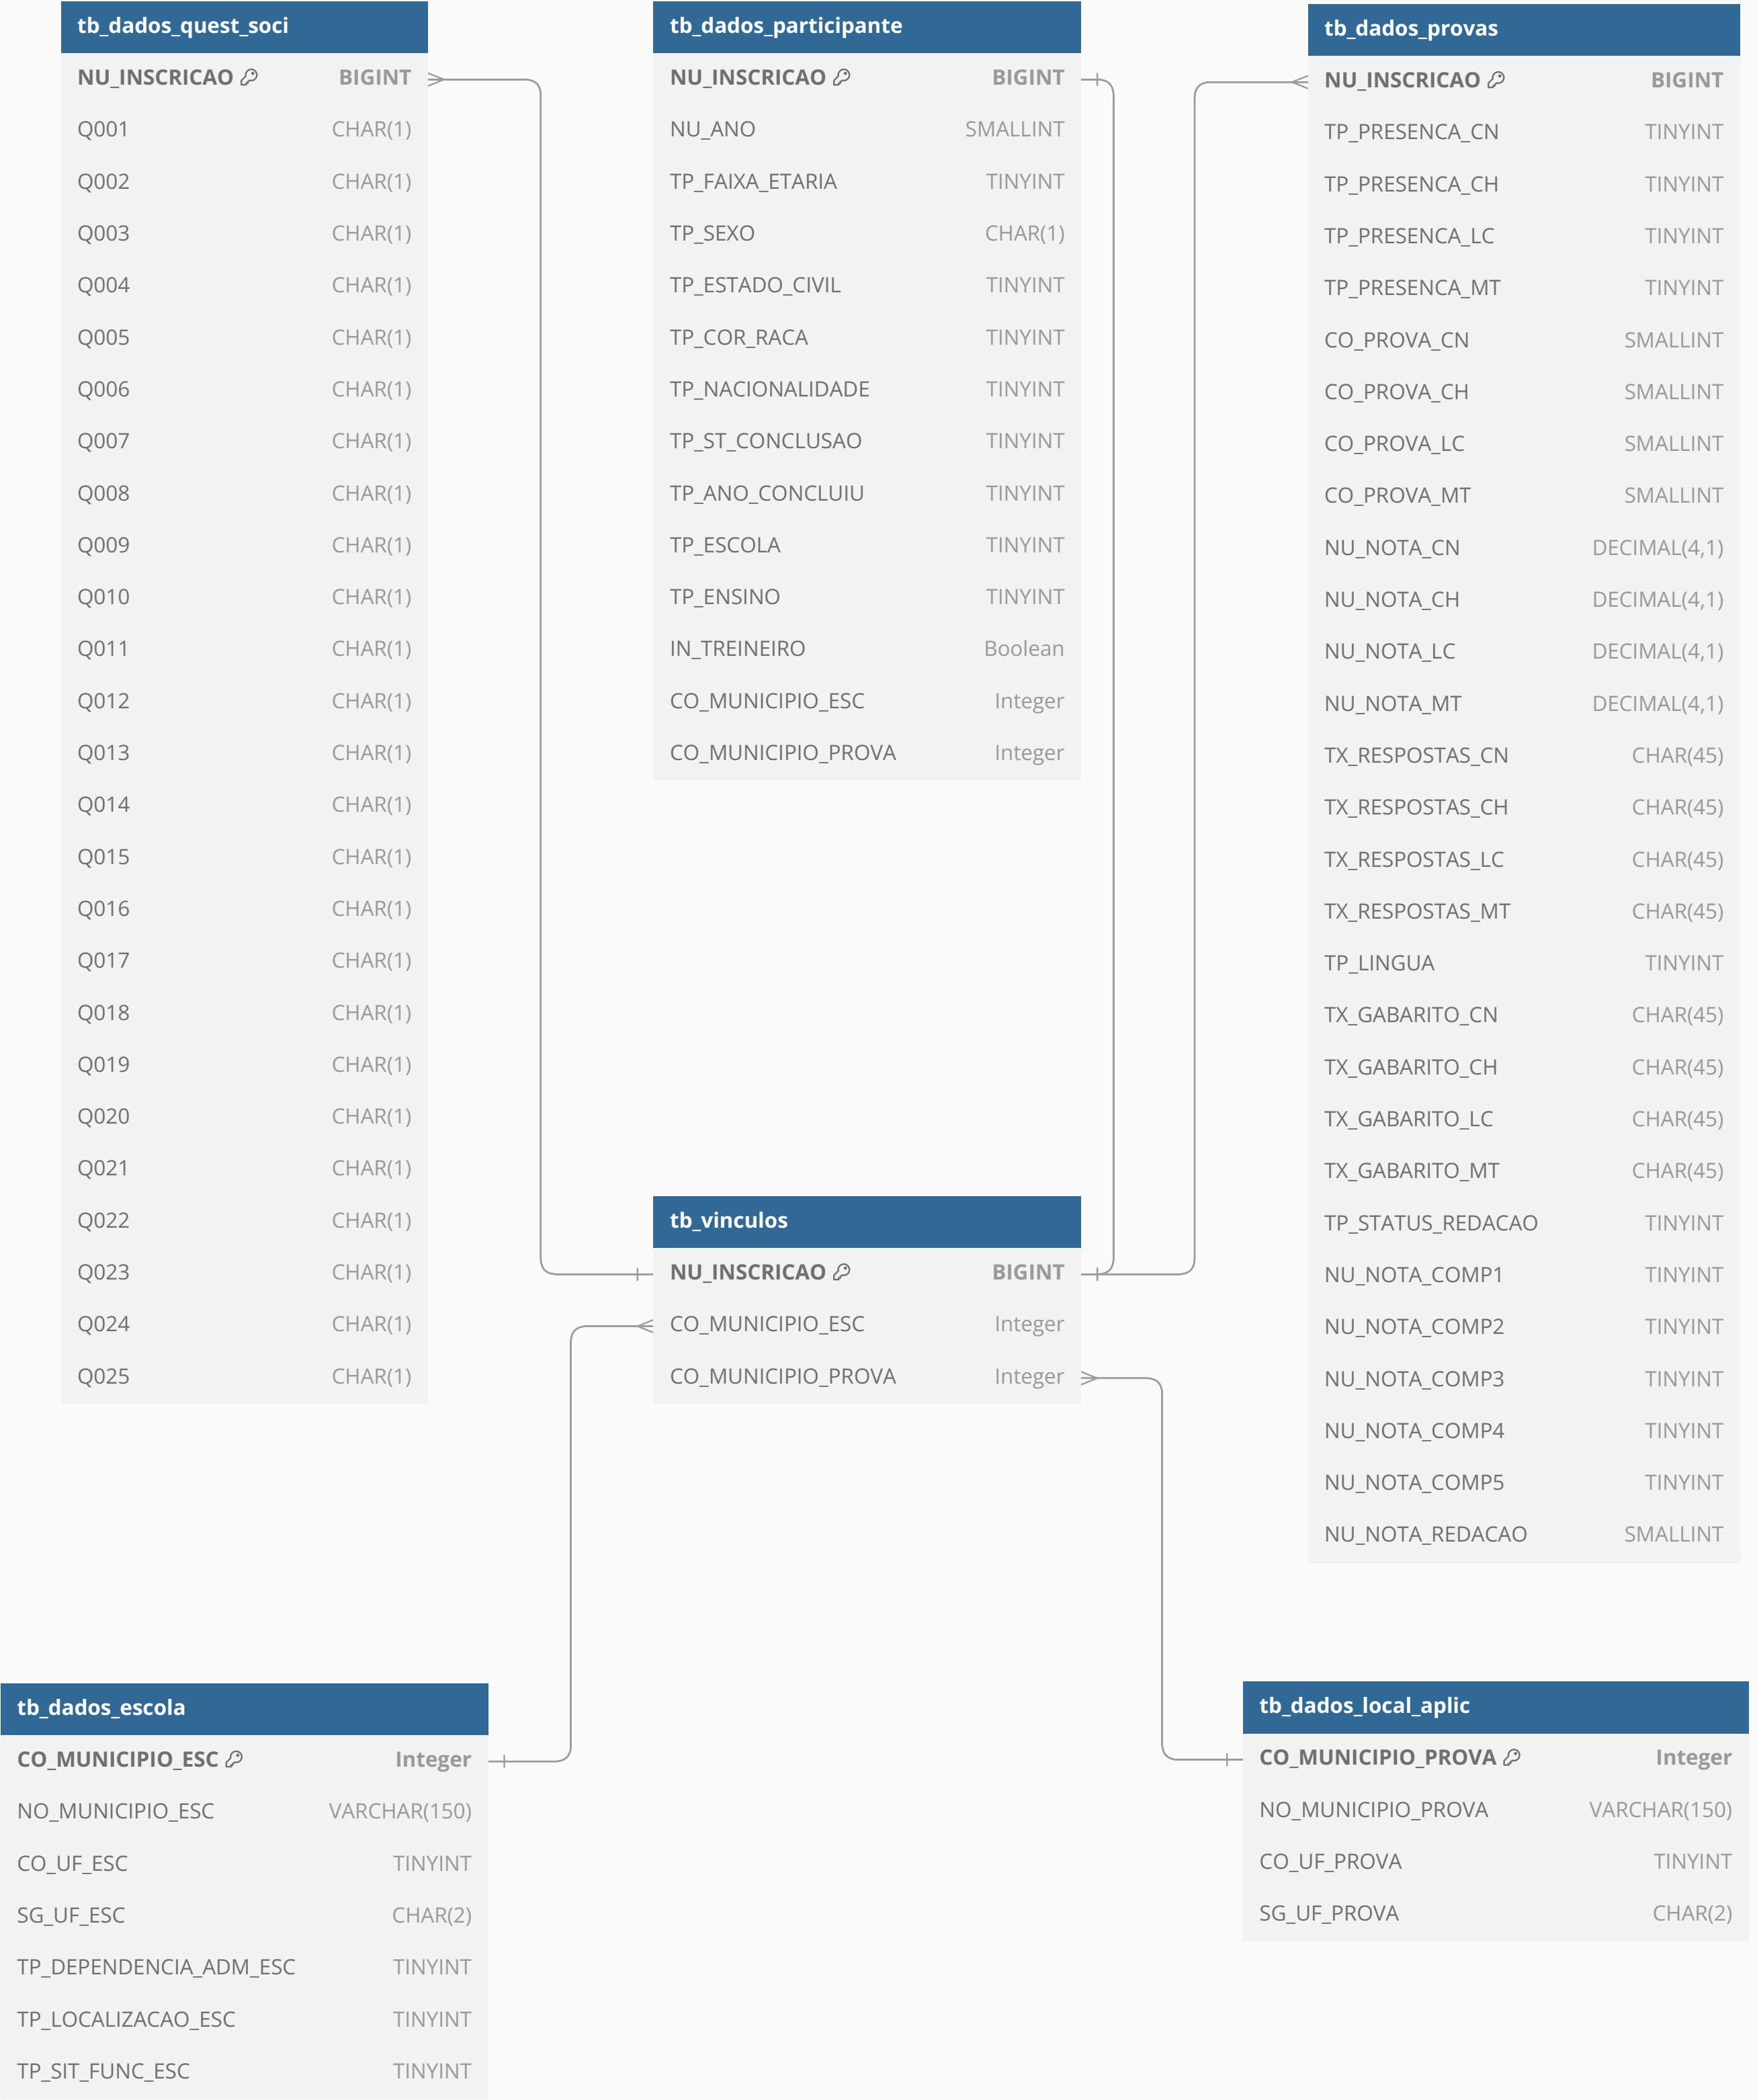 tb_dados_quest_soci
NU_INSCRICAO BIGINT
Q001 CHAR(1)
Q002 CHAR(1)
Q003 CHAR(1)
Q004 CHAR(1)
Q005 CHAR(1)
Q006 CHAR(1)
Q007 CHAR(1)
Q008 CHAR(1)
Q009 CHAR(1)
Q010 CHAR(1)
Q011 CHAR(1)
Q012 CHAR(1)
Q013 CHAR(1)
Q014 CHAR(1)
Q015 CHAR(1)
Q016 CHAR(1)
Q017 CHAR(1)
Q018 CHAR(1)
Q019 CHAR(1)
Q020 CHAR(1)
Q021 CHAR(1)
Q022 CHAR(1)
Q023 CHAR(1)
Q024 CHAR(1)
Q025 CHAR(1)
tb_dados_participante
NU_INSCRICAO BIGINT
NU_ANO SMALLINT
TP_FAIXA_ETARIA TINYINT
TP_SEXO CHAR(1)
TP_ESTADO_CIVIL TINYINT
TP_COR_RACA TINYINT
TP_NACIONALIDADE TINYINT
TP_ST_CONCLUSAO TINYINT
TP_ANO_CONCLUIU TINYINT
TP_ESCOLA TINYINT
TP_ENSINO TINYINT
IN_TREINEIRO Boolean
CO_MUNICIPIO_ESC Integer
CO_MUNICIPIO_PROVA Integer
tb_dados_provas
NU_INSCRICAO BIGINT
TP_PRESENCA_CN TINYINT
TP_PRESENCA_CH TINYINT
TP_PRESENCA_LC TINYINT
TP_PRESENCA_MT TINYINT
CO_PROVA_CN SMALLINT
CO_PROVA_CH SMALLINT
CO_PROVA_LC SMALLINT
CO_PROVA_MT SMALLINT
NU_NOTA_CN DECIMAL(4,1)
NU_NOTA_CH DECIMAL(4,1)
NU_NOTA_LC DECIMAL(4,1)
NU_NOTA_MT DECIMAL(4,1)
TX_RESPOSTAS_CN CHAR(45)
TX_RESPOSTAS_CH CHAR(45)
TX_RESPOSTAS_LC CHAR(45)
TX_RESPOSTAS_MT CHAR(45)
TP_LINGUA TINYINT
TX_GABARITO_CN CHAR(45)
TX_GABARITO_CH CHAR(45)
TX_GABARITO_LC CHAR(45)
TX_GABARITO_MT CHAR(45)
TP_STATUS_REDACAO TINYINT
NU_NOTA_COMP1 TINYINT
NU_NOTA_COMP2 TINYINT
NU_NOTA_COMP3 TINYINT
NU_NOTA_COMP4 TINYINT
NU_NOTA_COMP5 TINYINT
NU_NOTA_REDACAO SMALLINT
tb_vinculos
NU_INSCRICAO BIGINT
CO_MUNICIPIO_ESC Integer
CO_MUNICIPIO_PROVA Integer
tb_dados_escola
CO_MUNICIPIO_ESC Integer
NO_MUNICIPIO_ESC VARCHAR(150)
CO_UF_ESC TINYINT
SG_UF_ESC CHAR(2)
TP_DEPENDENCIA_ADM_ESC TINYINT
TP_LOCALIZACAO_ESC TINYINT
TP_SIT_FUNC_ESC TINYINT
tb_dados_local_aplic
CO_MUNICIPIO_PROVA Integer
NO_MUNICIPIO_PROVA VARCHAR(150)
CO_UF_PROVA TINYINT
SG_UF_PROVA CHAR(2)